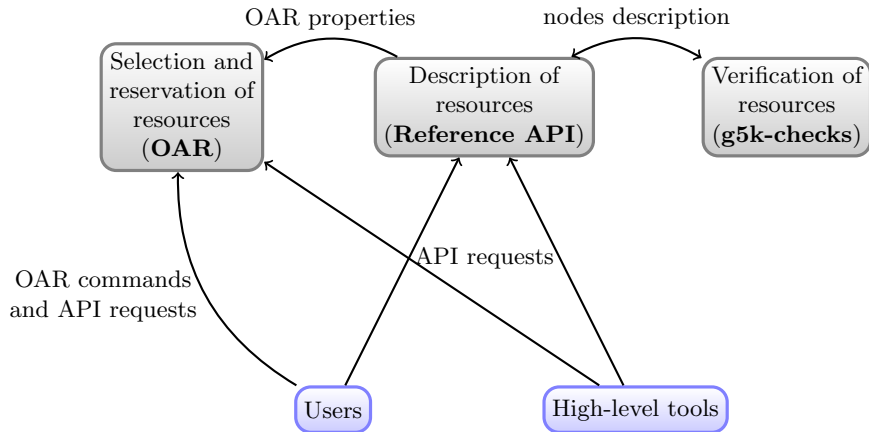 OAR properties
nodes description
Selection and
reservation of
resources
(OAR)
Description of
resources
(Reference API)
Verification of
resources
(g5k-checks)
API requests
OAR commands
and API requests
Users
High-level tools